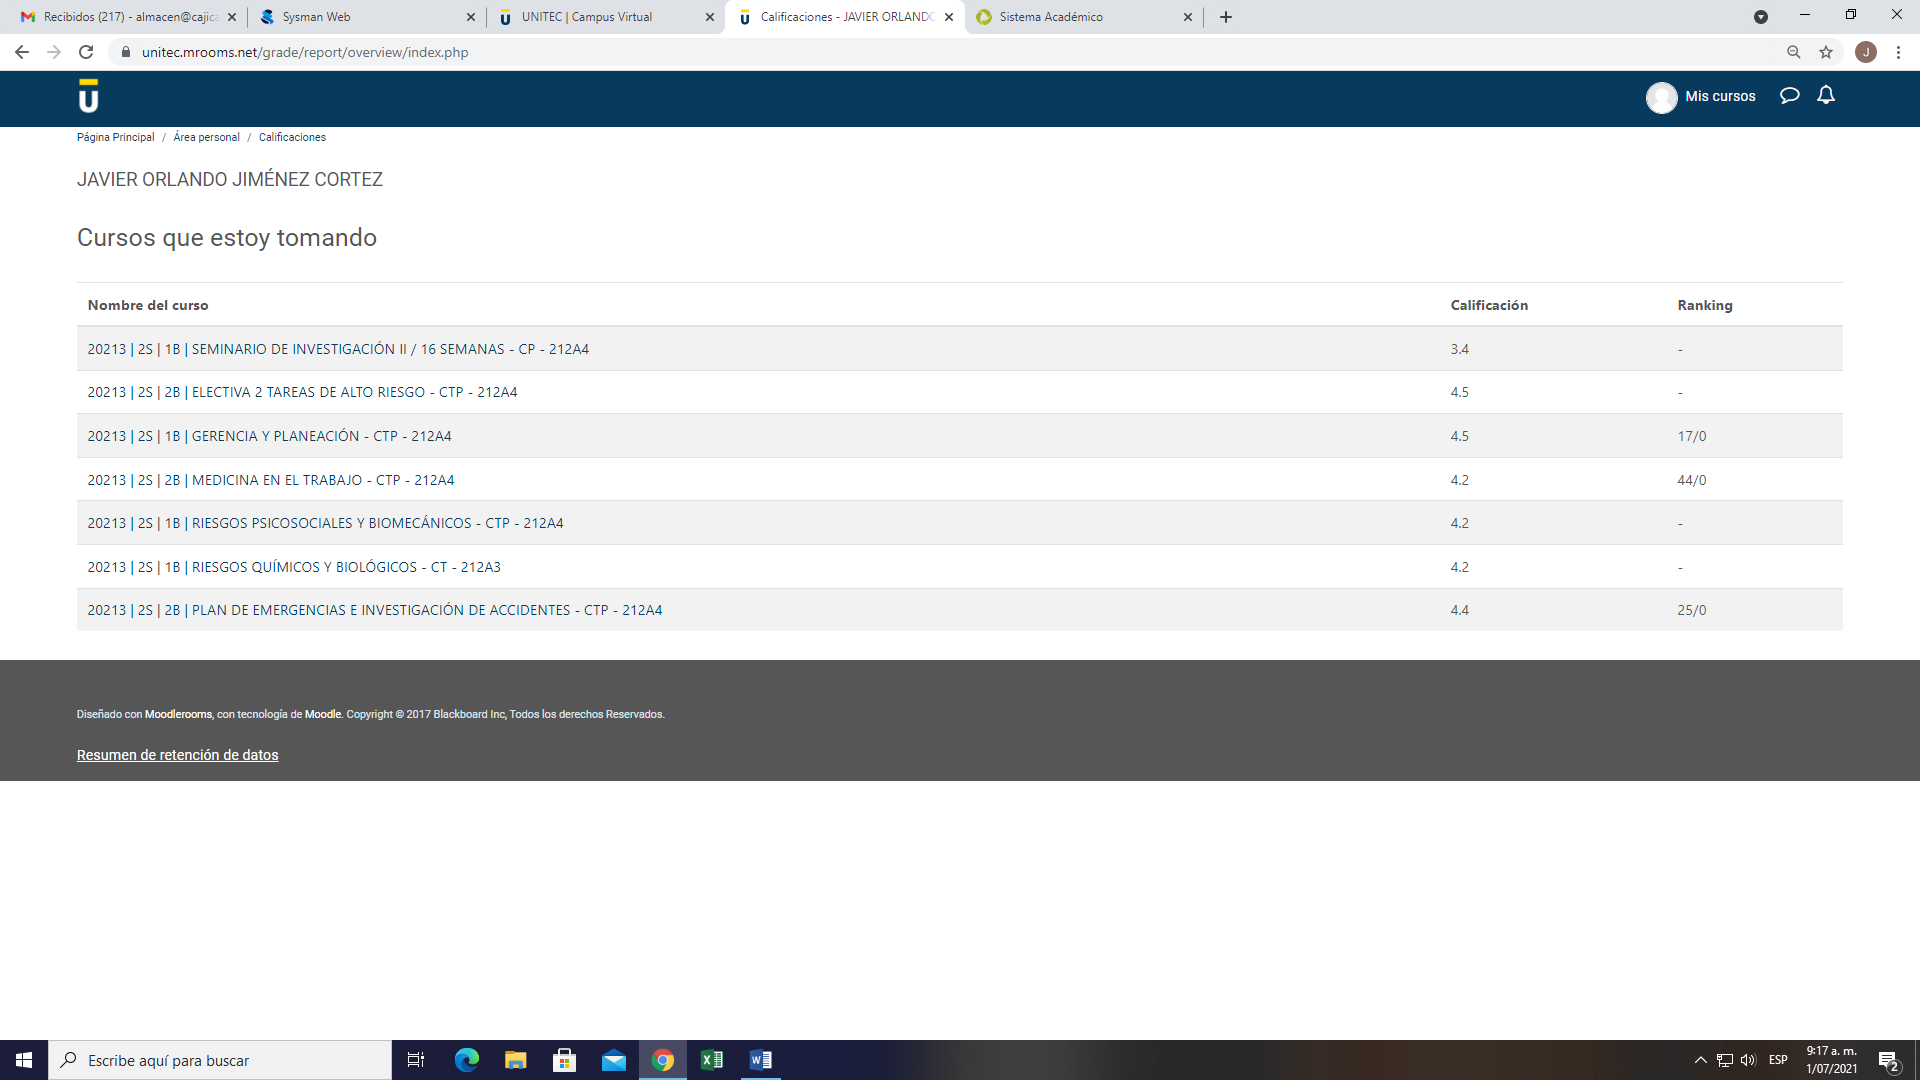 Recibidos (217) - almacen@cajica
Sysman Web
UNITEC | Campus Virtual
Calificaciones - JAVIER ORLANDO
Sistema Académico
unitec.mrooms.net/grade/report/overview/index.php
J
Mis cursos
Página Principal / Área personal / Calificaciones
JAVIER ORLANDO JIMÉNEZ CORTEZ
Cursos que estoy tomando
Nombre del curso Calificación Ranking
20213 | 2S | 1B | SEMINARIO DE INVESTIGACIÓN II / 16 SEMANAS - CP - 212A4 3.4 -
20213 | 2S | 2B | ELECTIVA 2 TAREAS DE ALTO RIESGO - CTP - 212A4 4.5 -
20213 | 2S | 1B | GERENCIA Y PLANEACIÓN - CTP - 212A4 4.5 17/0
20213 | 2S | 2B | MEDICINA EN EL TRABAJO - CTP - 212A4 4.2 44/0
20213 | 2S | 1B | RIESGOS PSICOSOCIALES Y BIOMECÁNICOS - CTP - 212A4 4.2 -
20213 | 2S | 1B | RIESGOS QUÍMICOS Y BIOLÓGICOS - CT - 212A3 4.2 -
20213 | 2S | 2B | PLAN DE EMERGENCIAS E INVESTIGACIÓN DE ACCIDENTES - CTP - 212A4 4.4 25/0
Diseñado con Moodlerooms, con tecnología de Moodle. Copyright © 2017 Blackboard Inc, Todos los derechos Reservados.
Resumen de retención de datos
Escribe aquí para buscar
ESP
9:17 a. m.
1/07/2021
2